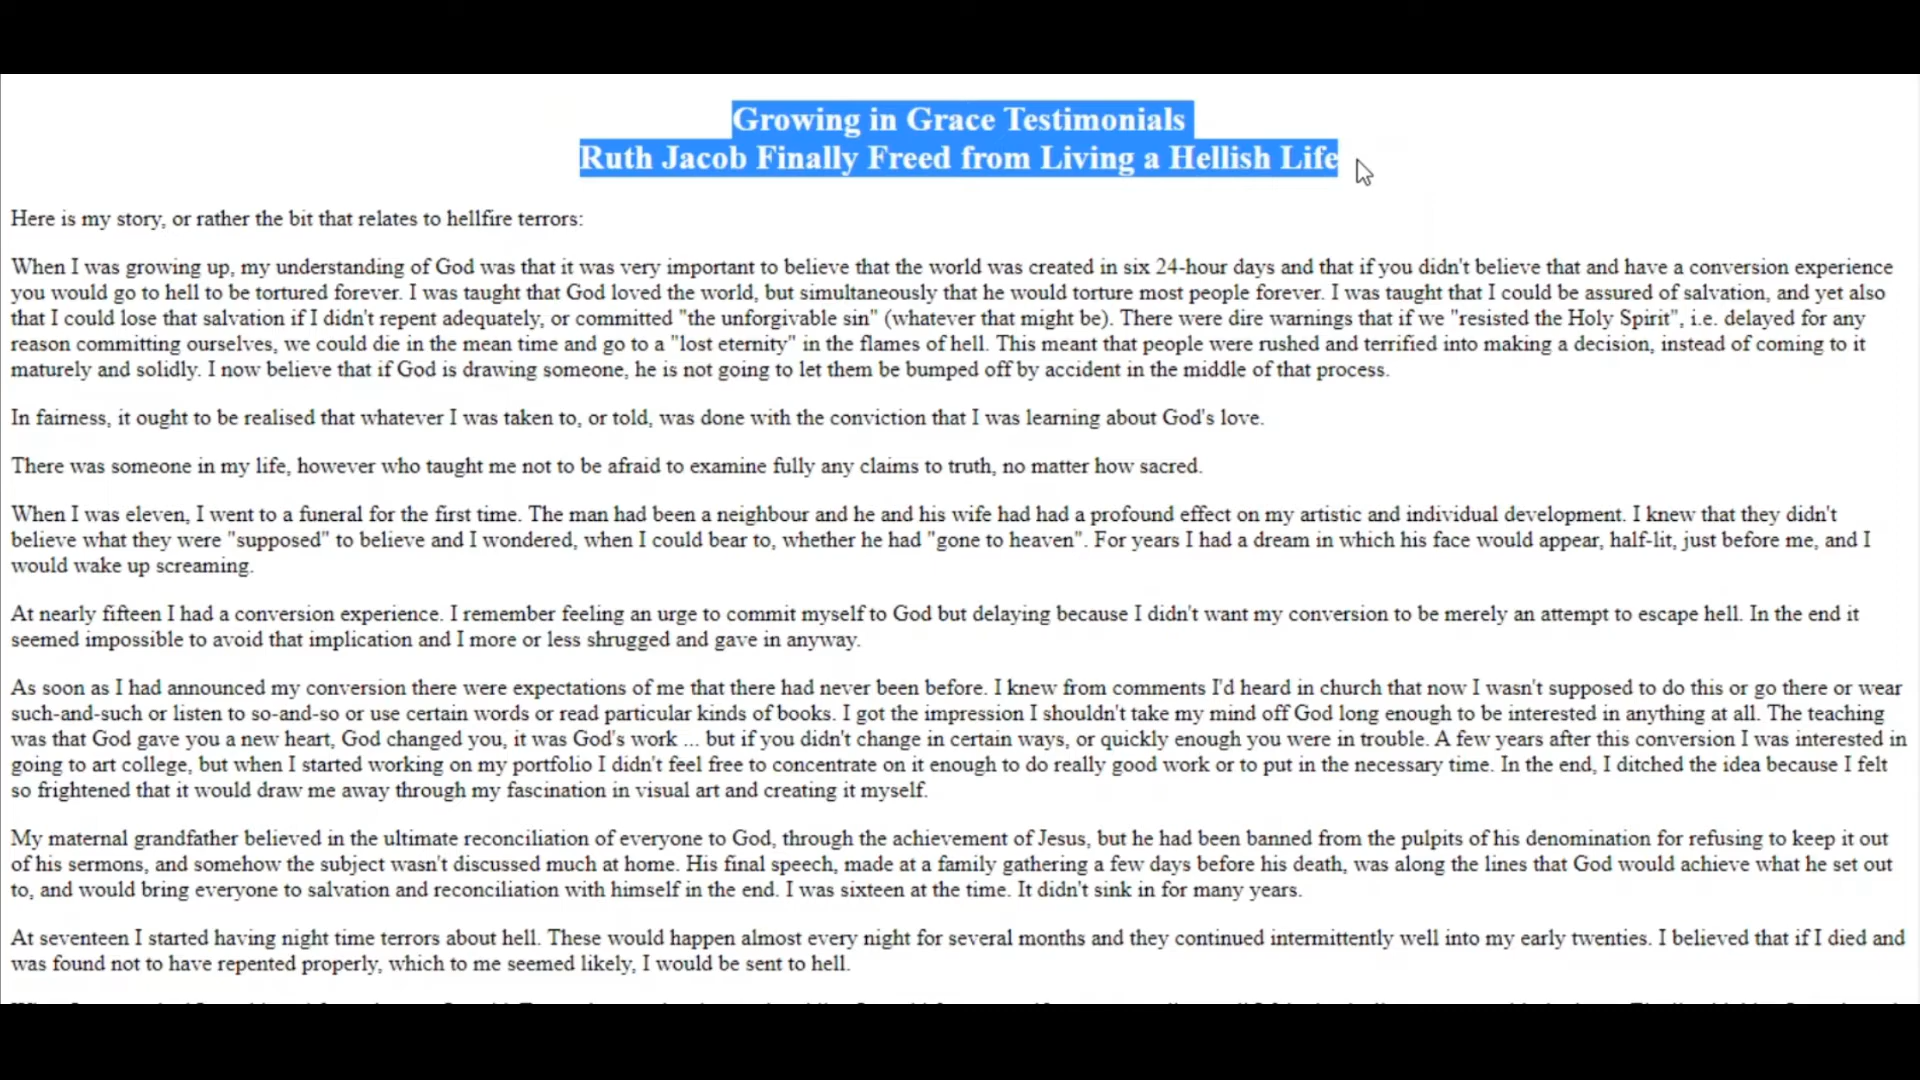 Growing in Grace Testimonials
Ruth Jacob Finally Freed from Living a Hellish Life
Here is my story, or rather the bit that relates to hellfire terrors:
When I was growing up, my understanding of God was that it was very important to believe that the world was created in six 24-hour days and that if you didn't believe that and have a conversion experience
you would go to hell to be tortured forever. I was taught that God loved the world, but simultaneously that he would torture most people forever. I was taught that I could be assured of salvation, and yet also
that I could lose that salvation if I didn't repent adequately, or committed "the unforgivable sin" (whatever that might be). There were dire warnings that if we "resisted the Holy Spirit", i.e. delayed for any
reason committing ourselves, we could die in the mean time and go to a "lost eternity" in the flames of hell. This meant that people were rushed and terrified into making a decision, instead of coming to it
maturely and solidly. I now believe that if God is drawing someone, he is not going to let them be bumped off by accident in the middle of that process.
In fairness, it ought to be realised that whatever I was taken to, or told, was done with the conviction that I was learning about God's love.
There was someone in my life, however who taught me not to be afraid to examine fully any claims to truth, no matter how sacred.
When I was eleven, I went to a funeral for the first time. The man had been a neighbour and he and his wife had had a profound effect on my artistic and individual development. I knew that they didn't
believe what they were "supposed" to believe and I wondered, when I could bear to, whether he had "gone to heaven". For years I had a dream in which his face would appear, half-lit, just before me, and I
would wake up screaming.
At nearly fifteen I had a conversion experience. I remember feeling an urge to commit myself to God but delaying because I didn't want my conversion to be merely an attempt to escape hell. In the end it
seemed impossible to avoid that implication and I more or less shrugged and gave in anyway.
As soon as I had announced my conversion there were expectations of me that there had never been before. I knew from comments I'd heard in church that now I wasn't supposed to do this or go there or wear
such-and-such or listen to so-and-so or use certain words or read particular kinds of books. I got the impression I shouldn't take my mind off God long enough to be interested in anything at all. The teaching
was that God gave you a new heart, God changed you, it was God's work ... but if you didn't change in certain ways, or quickly enough you were in trouble. A few years after this conversion I was interested in
going to art college, but when I started working on my portfolio I didn't feel free to concentrate on it enough to do really good work or to put in the necessary time. In the end, I ditched the idea because I felt
so frightened that it would draw me away through my fascination in visual art and creating it myself.
My maternal grandfather believed in the ultimate reconciliation of everyone to God, through the achievement of Jesus, but he had been banned from the pulpits of his denomination for refusing to keep it out
of his sermons, and somehow the subject wasn't discussed much at home. His final speech, made at a family gathering a few days before his death, was along the lines that God would achieve what he set out
to, and would bring everyone to salvation and reconciliation with himself in the end. I was sixteen at the time. It didn't sink in for many years.
At seventeen I started having night time terrors about hell. These would happen almost every night for several months and they continued intermittently well into my early twenties. I believed that if I died and
was found not to have repented properly, which to me seemed likely, I would be sent to hell.